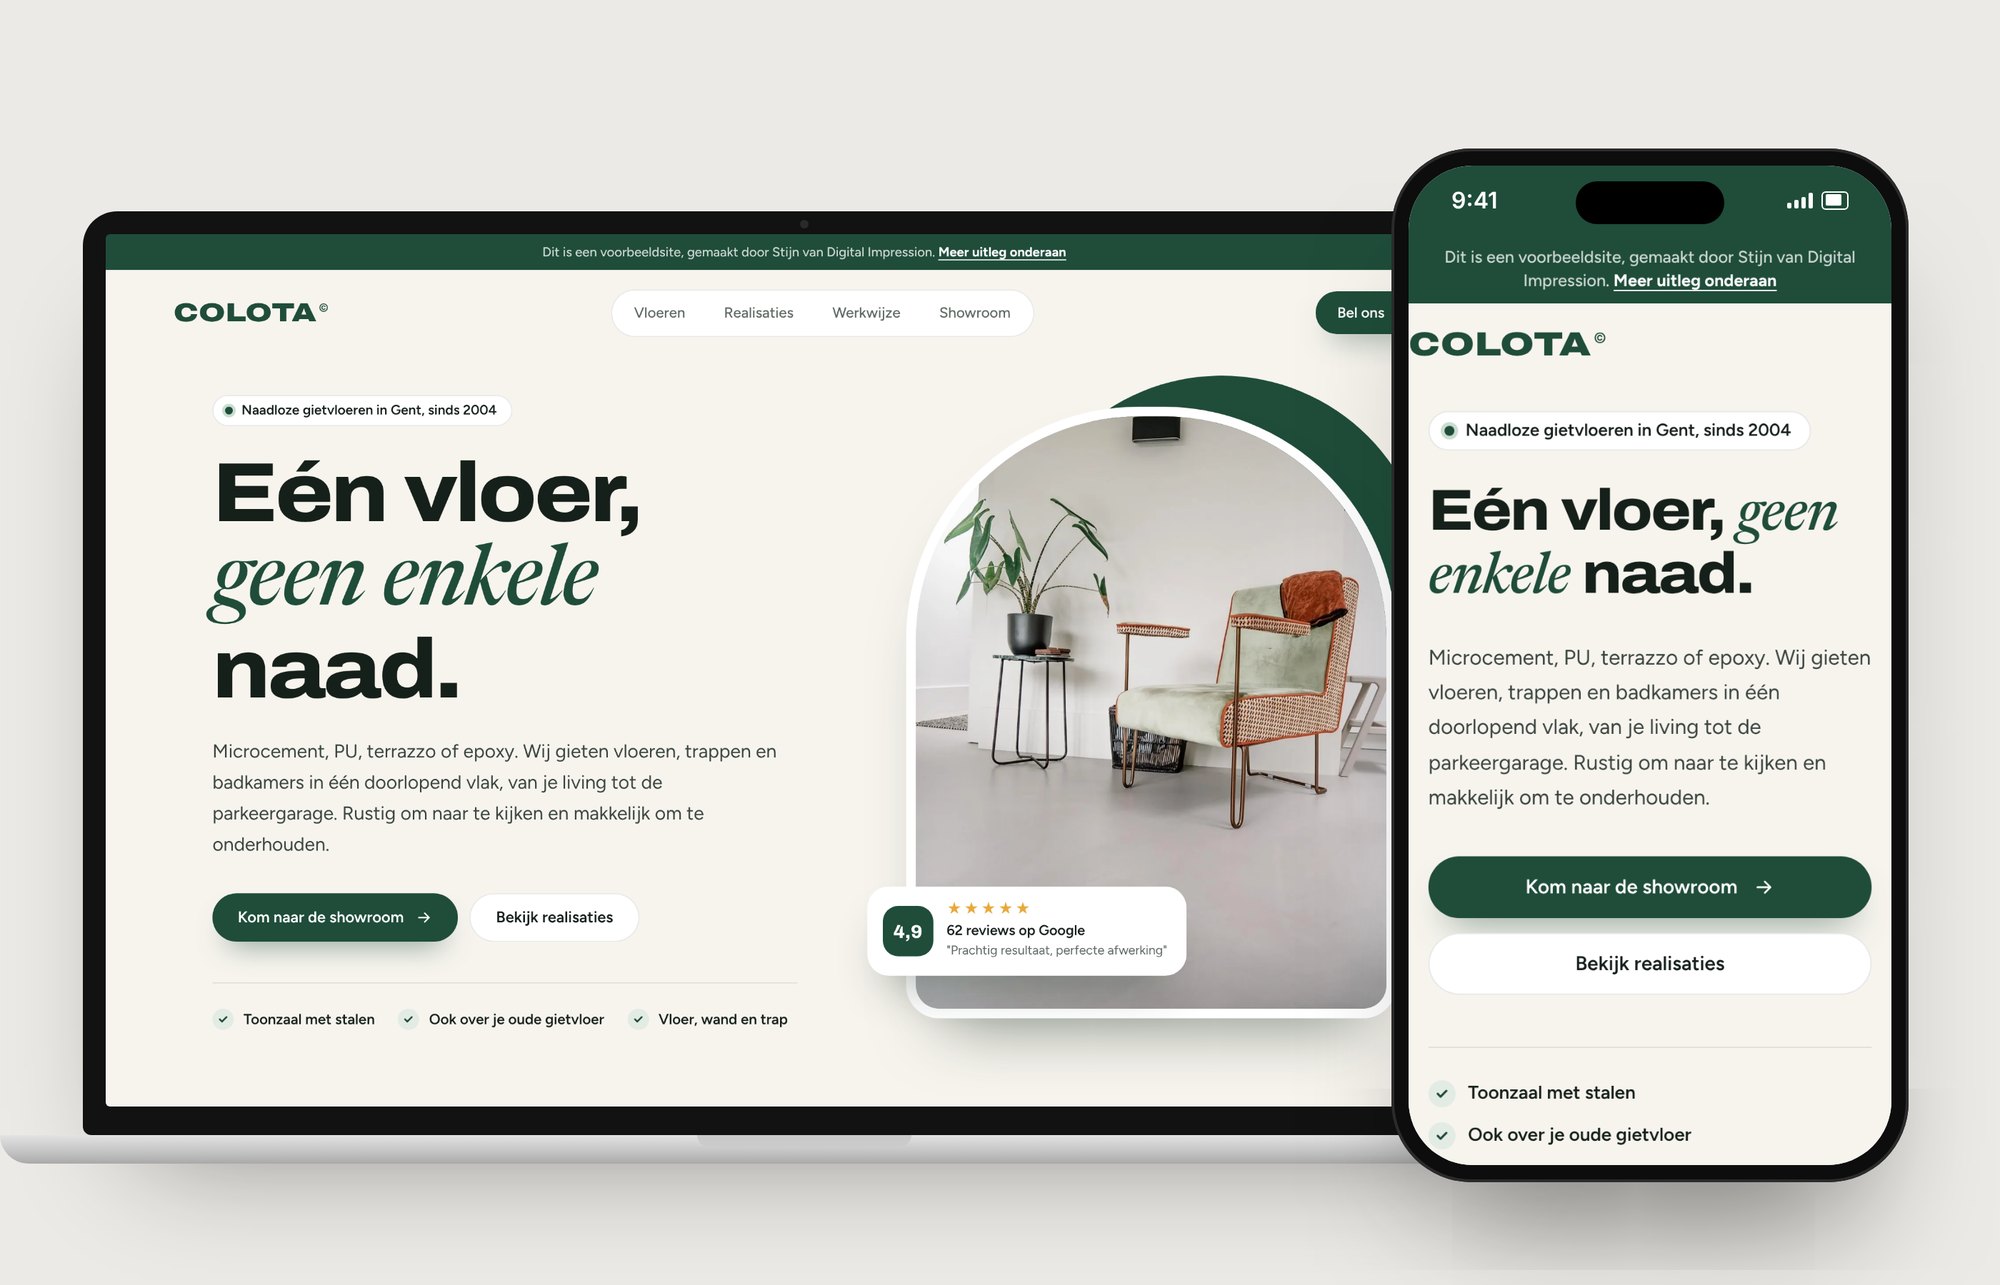 Dit is een voorbeeldsite, gemaakt door Stijn van Digital Impression. Meer uitleg onderaan
COLOTA©
Vloeren
Realisaties
Werkwijze
Showroom
Bel ons
Naadloze gietvloeren in Gent, sinds 2004
Eén vloer,
geen enkele
naad.
Microcement, PU, terrazzo of epoxy. Wij gieten vloeren, trappen en
badkamers in één doorlopend vlak, van je living tot de
parkeergarage. Rustig om naar te kijken en makkelijk om te
onderhouden.
Kom naar de showroom →
Bekijk realisaties
Toonzaal met stalen
Ook over je oude gietvloer
Vloer, wand en trap
★★★★★
4,9
62 reviews op Google
"Prachtig resultaat, perfecte afwerking"
9:41
Dit is een voorbeeldsite, gemaakt door Stijn van Digital
Impression. Meer uitleg onderaan
COLOTA©
Naadloze gietvloeren in Gent, sinds 2004
Eén vloer, geen
enkele naad.
Microcement, PU, terrazzo of epoxy. Wij gieten
vloeren, trappen en badkamers in één
doorlopend vlak, van je living tot de
parkeergarage. Rustig om naar te kijken en
makkelijk om te onderhouden.
Kom naar de showroom →
Bekijk realisaties
Toonzaal met stalen
Ook over je oude gietvloer